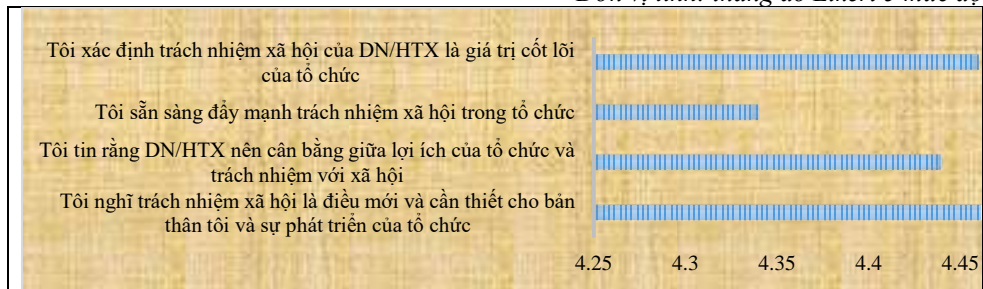 Tôi xác định trách nhiệm xã hội của DN/HTX là giá trị cốt lõi
của tổ chức
Tôi sẵn sàng đẩy mạnh trách nhiệm xã hội trong tổ chức
Tôi tin rằng DN/HTX nên cân bằng giữa lợi ích của tổ chức và
trách nhiệm với xã hội
Tôi nghĩ trách nhiệm xã hội là điều mới và cần thiết cho bản
thân tôi và sự phát triển của tổ chức
4.25 4.3 4.35 4.4 4.45